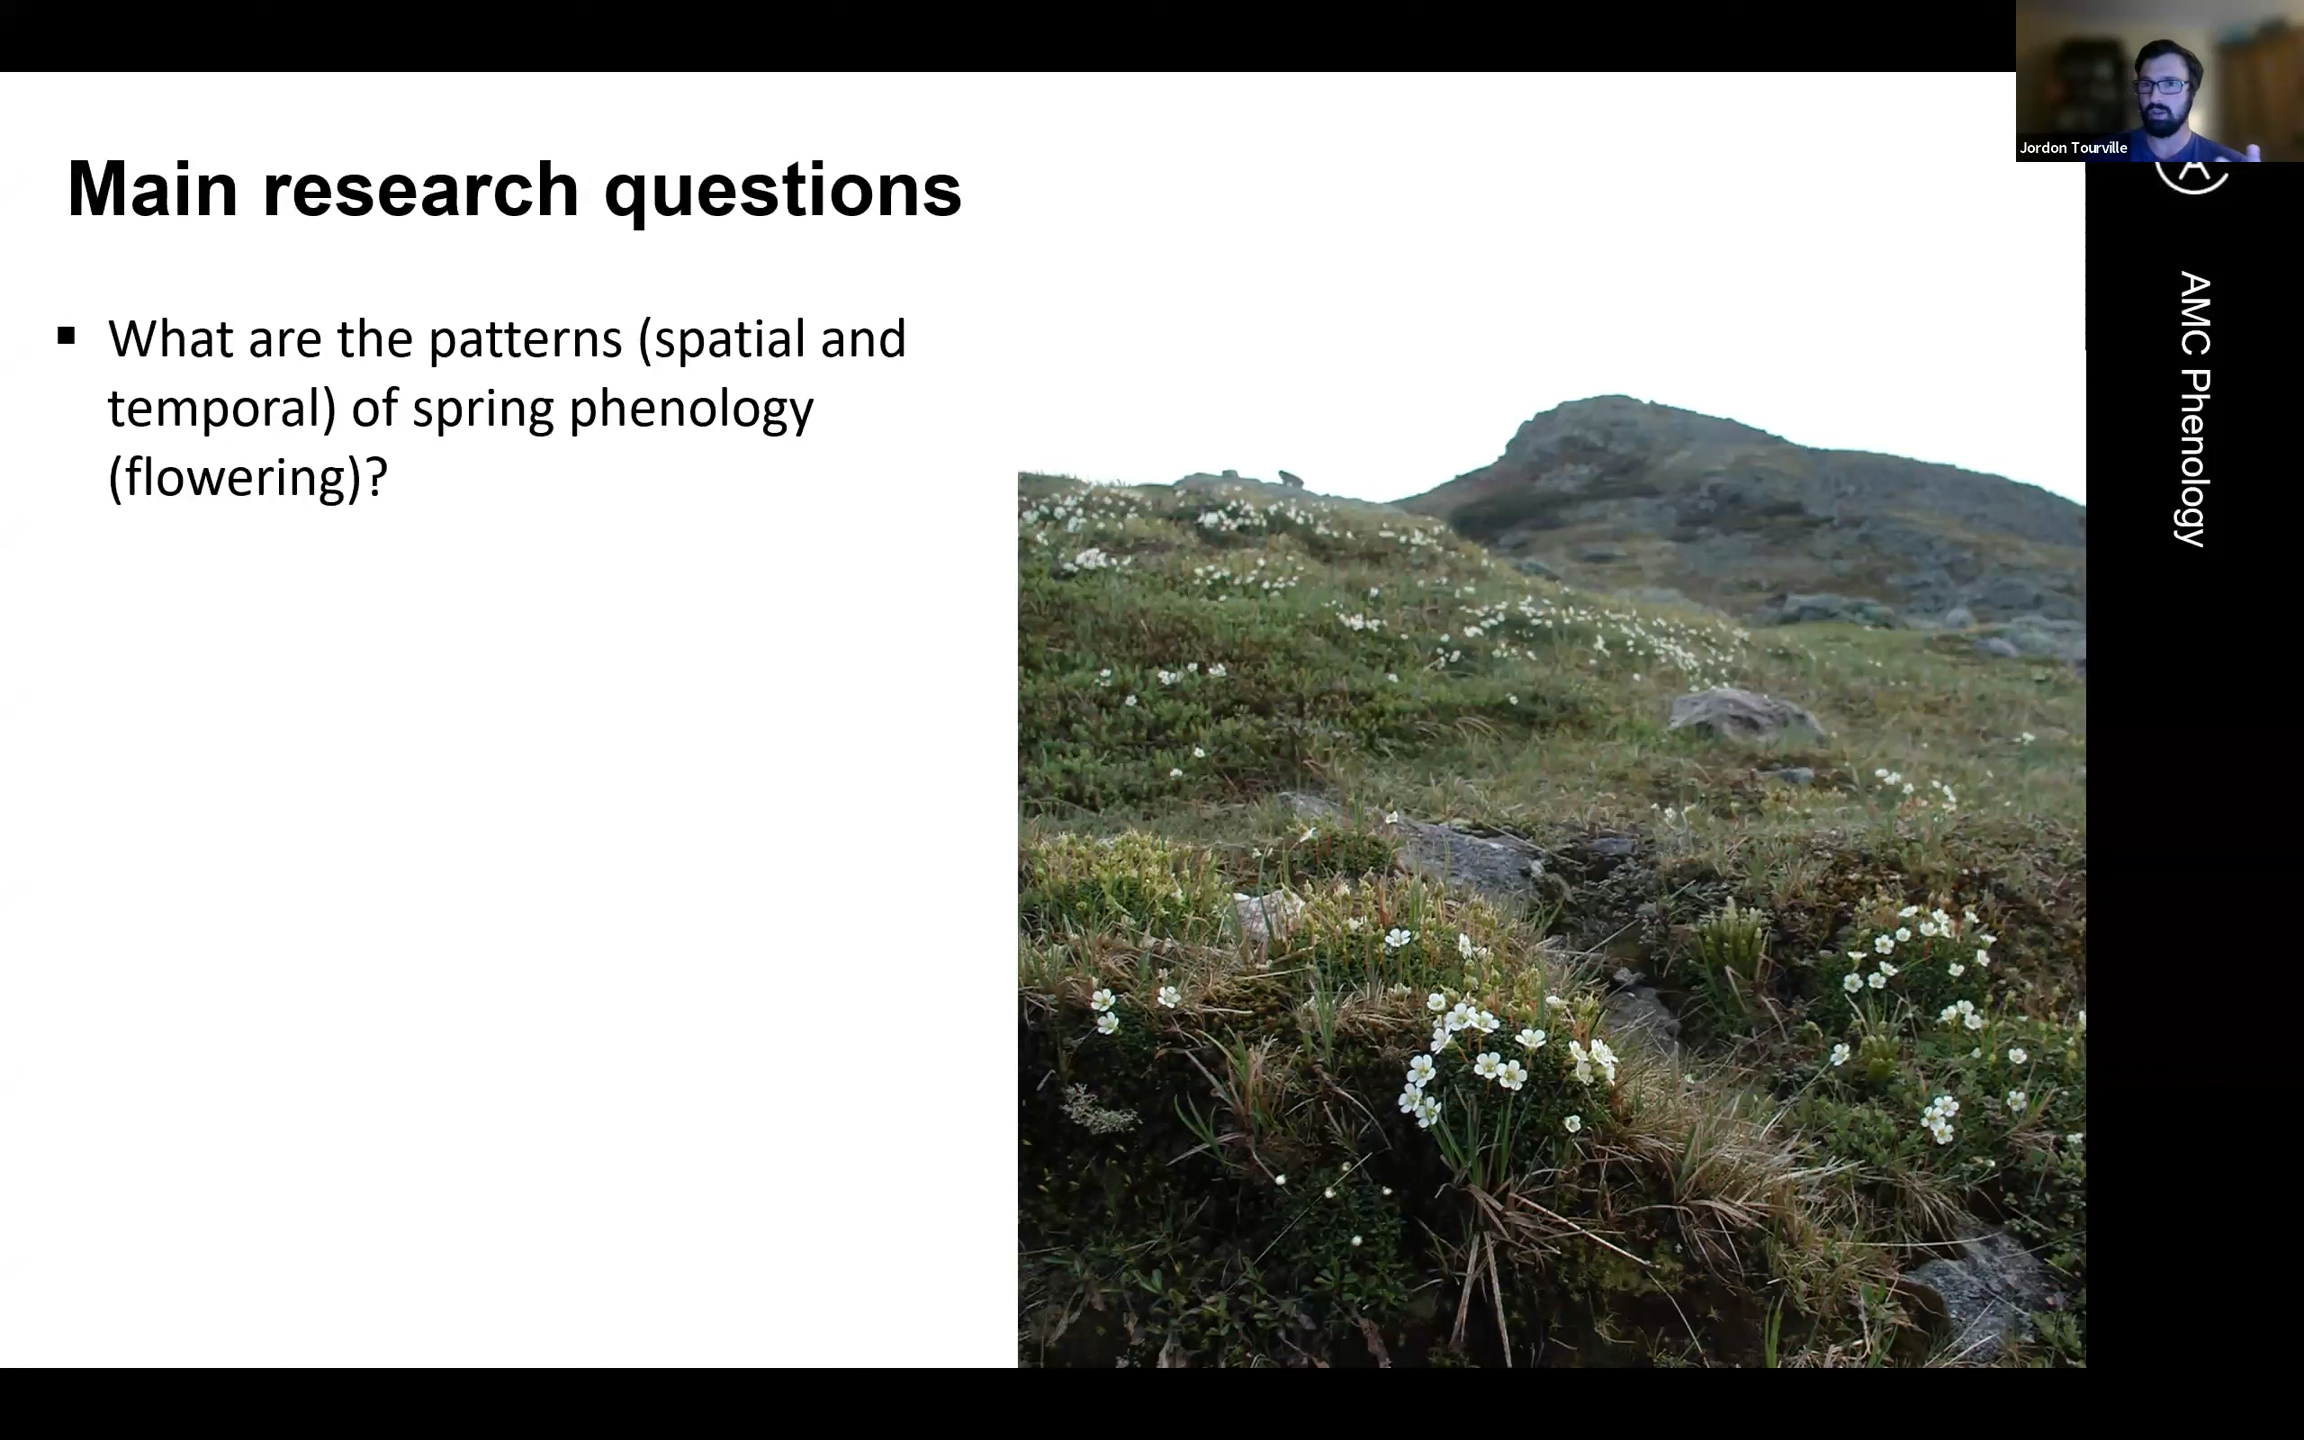 Jordon Tourville
Main research questions
▪ What are the patterns (spatial and
temporal) of spring phenology
(flowering)?
AMC Phenology